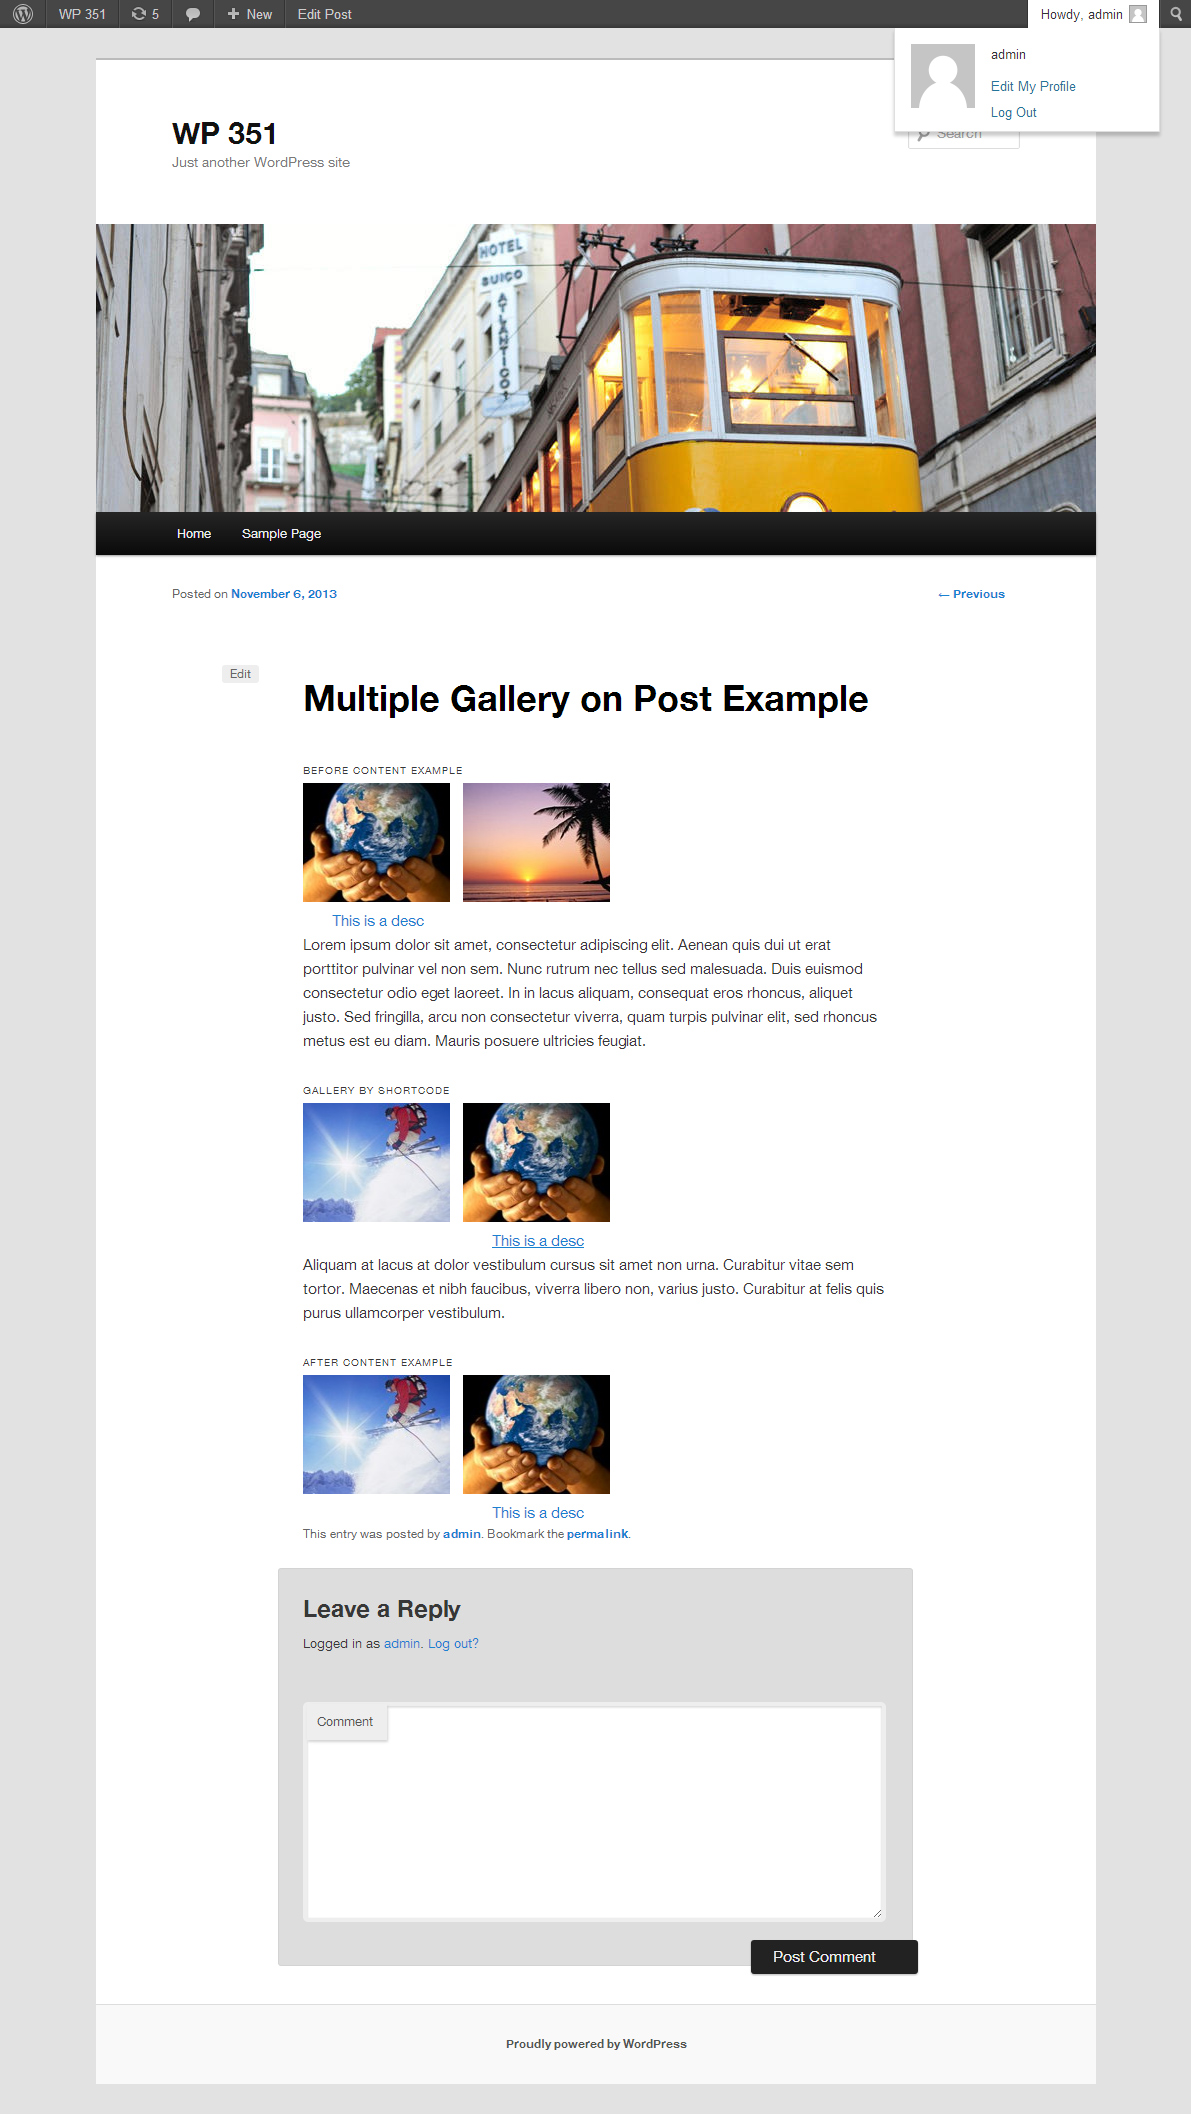 WP 351
5
New
Edit Post
Howdy, admin
admin
Edit My Profile
Log Out
Search
WP 351
Just another WordPress site
HOTEL
SUIÇO
ATLANTICO
Home
Sample Page
Posted on November 6, 2013
← Previous
Edit
Multiple Gallery on Post Example
BEFORE CONTENT EXAMPLE
This is a desc
Lorem ipsum dolor sit amet, consectetur adipiscing elit. Aenean quis dui ut erat
porttitor pulvinar vel non sem. Nunc rutrum nec tellus sed malesuada. Duis euismod
consectetur odio eget laoreet. In in lacus aliquam, consequat eros rhoncus, aliquet
justo. Sed fringilla, arcu non consectetur viverra, quam turpis pulvinar elit, sed rhoncus
metus est eu diam. Mauris posuere ultricies feugiat.
GALLERY BY SHORTCODE
This is a desc
Aliquam at lacus at dolor vestibulum cursus sit amet non urna. Curabitur vitae sem
tortor. Maecenas et nibh faucibus, viverra libero non, varius justo. Curabitur at felis quis
purus ullamcorper vestibulum.
AFTER CONTENT EXAMPLE
This is a desc
This entry was posted by admin. Bookmark the permalink.
Leave a Reply
Logged in as admin. Log out?
Comment
Post Comment
Proudly powered by WordPress